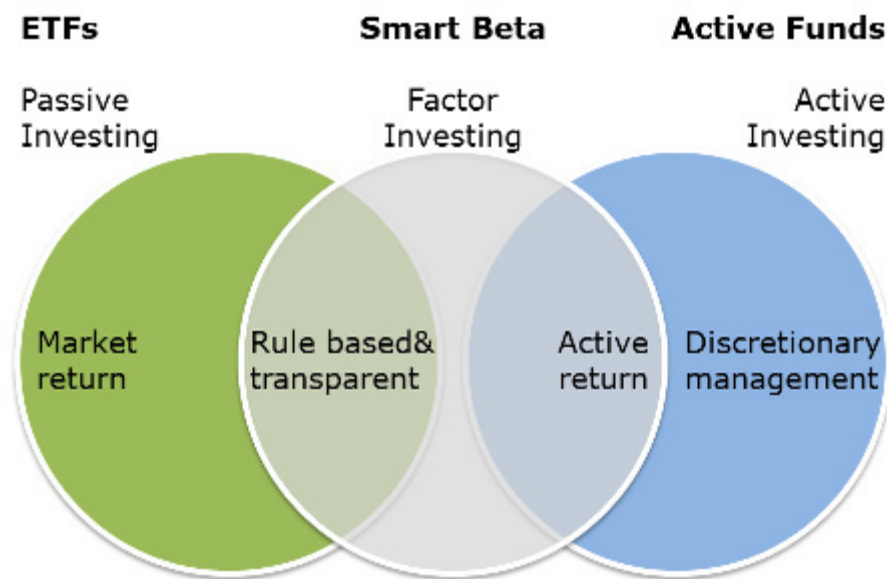 ETFs
Smart Beta
Active Funds
Passive
Investing
Factor
Investing
Active
Investing
Market
return
Rule based&
transparent
Active
return
Discretionary
management